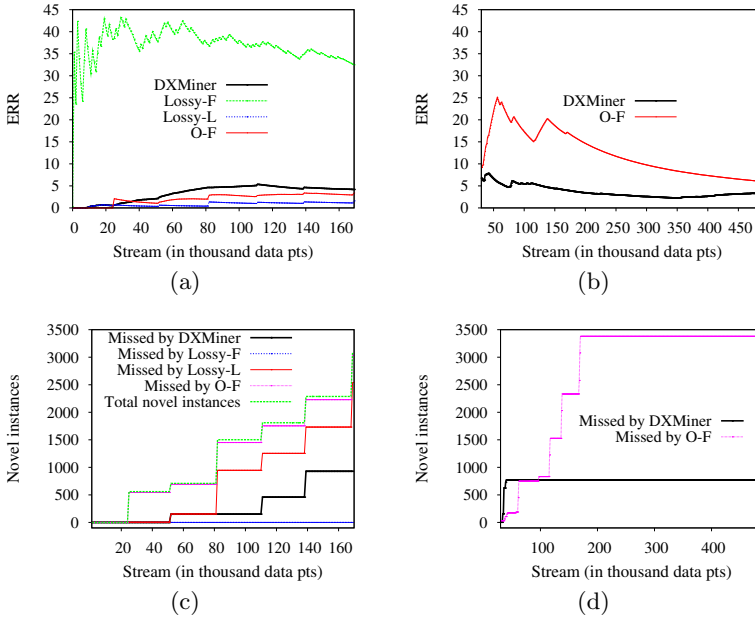 45
40
35
30
25
20
15
10
5
0
ERR
DXMiner
Lossy-F
Lossy-L
O-F
0 20 40 60 80 100 120 140 160
Stream (in thousand data pts)
(a)
45
40
35
30
25
20
15
10
5
0
ERR
DXMiner
O-F
50 100 150 200 250 300 350 400 450
Stream (in thousand data pts)
(b)
3500
3000
2500
2000
1500
1000
500
0
Novel instances
Missed by DXMiner
Missed by Lossy-F
Missed by Lossy-L
Missed by O-F
Total novel instances
20 40 60 80 100 120 140 160
Stream (in thousand data pts)
(c)
3500
3000
2500
2000
1500
1000
500
0
Novel instances
Missed by DXMiner
Missed by O-F
100 200 300 400
Stream (in thousand data pts)
(d)